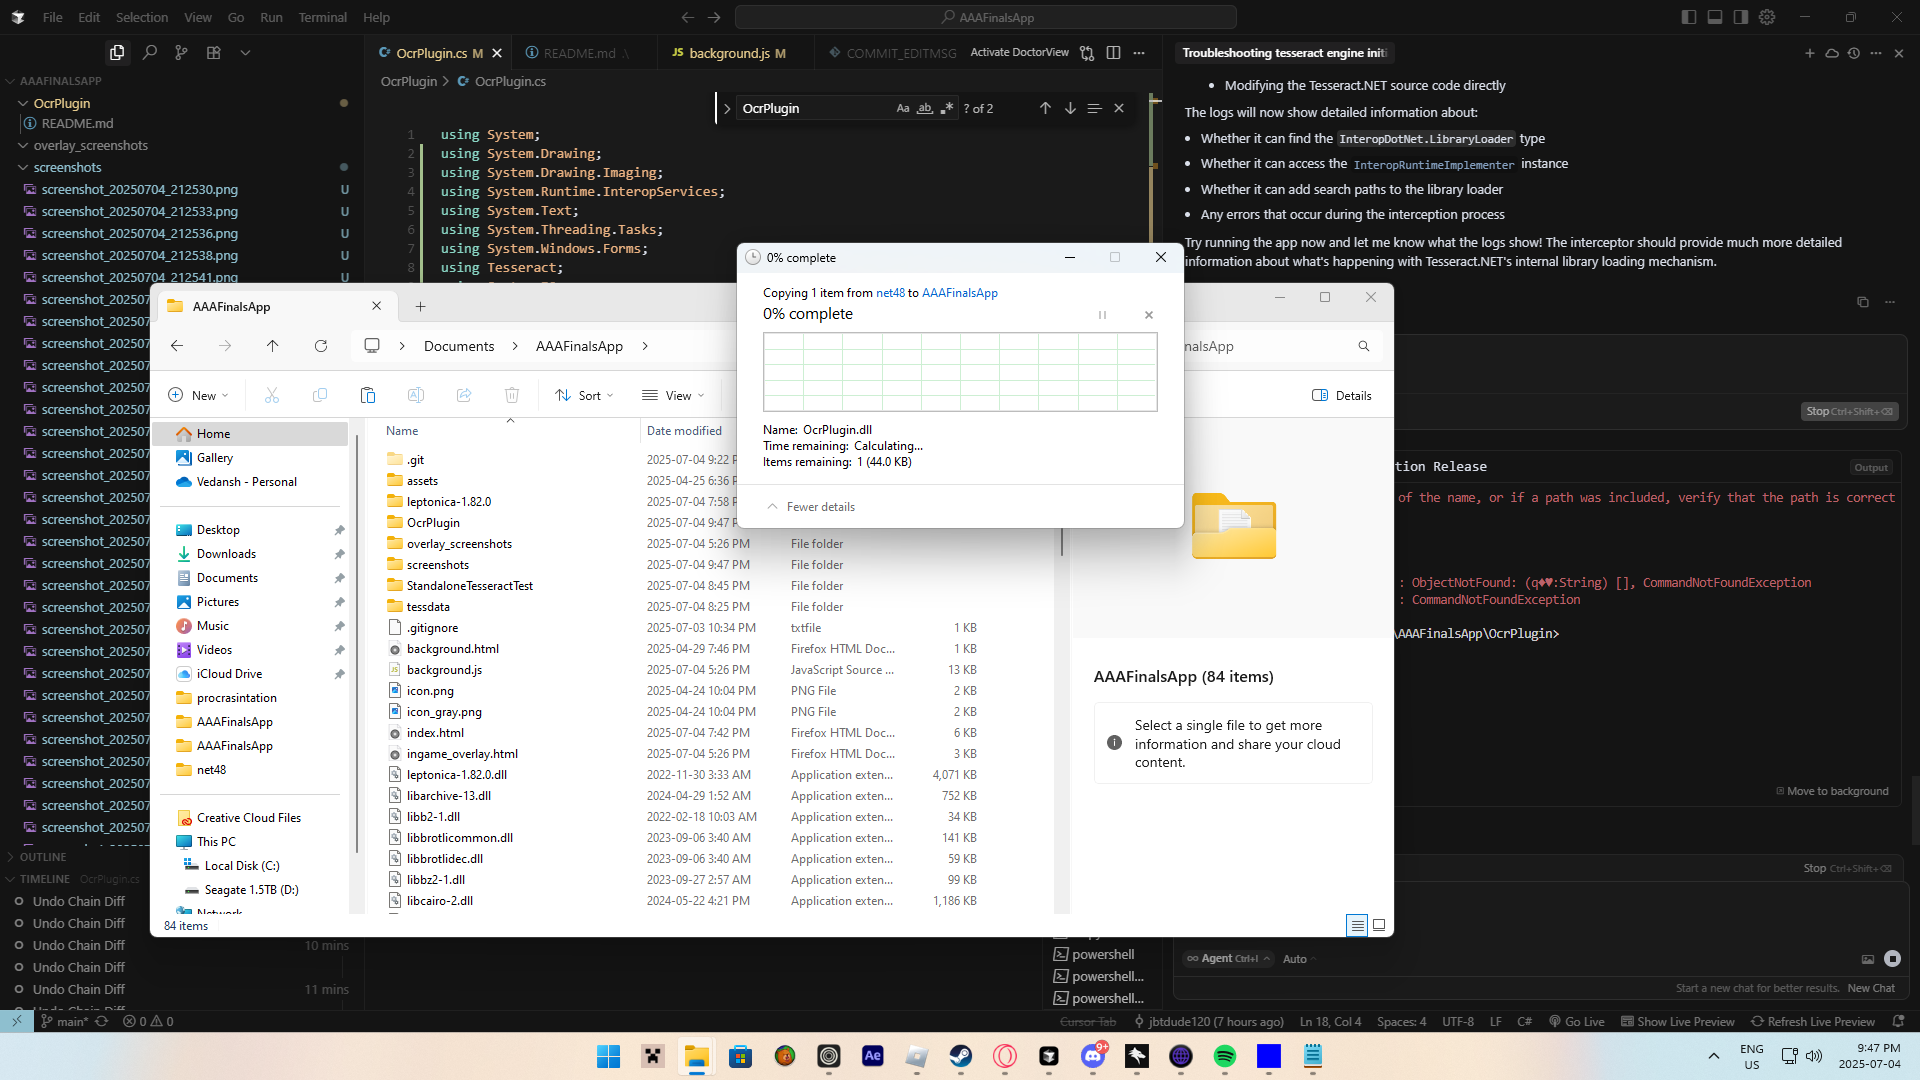 File Edit Selection View Go Run Terminal Help
AAAFinalsApp
OcrPlugin.cs M
README.md .\
JS background.js M
COMMIT_EDITMSG
Activate DoctorView
Troubleshooting tesseract engine initi
AAAFINALSAPP
OcrPlugin
README.md
overlay_screenshots
screenshots
screenshot_20250704_212530.png U
screenshot_20250704_212533.png U
screenshot_20250704_212536.png U
screenshot_20250704_212538.png U
screenshot_20250704_212541.png U
OcrPlugin > OcrPlugin.cs
OcrPlugin
Aa ab ? of 2
1 using System;
2 using System.Drawing;
3 using System.Drawing.Imaging;
4 using System.Runtime.InteropServices;
5 using System.Text;
6 using System.Threading.Tasks;
7 using System.Windows.Forms;
8 using Tesseract;
• Modifying the Tesseract.NET source code directly
The logs will now show detailed information about:
• Whether it can find the InteropDotNet.LibraryLoader type
• Whether it can access the InteropRuntimeImplementer instance
• Whether it can add search paths to the library loader
• Any errors that occur during the interception process
Try running the app now and let me know what the logs show! The interceptor should provide much more detailed
information about what's happening with Tesseract.NET's internal library loading mechanism.
0% complete
Copying 1 item from net48 to AAAFinalsApp
0% complete
Name: OcrPlugin.dll
Time remaining: Calculating...
Items remaining: 1 (44.0 KB)
Fewer details
AAAFinalsApp
Documents > AAAFinalsApp >
nalsApp
New
Sort
View
Details
Home
Gallery
Vedansh - Personal
Desktop
Downloads
Documents
Pictures
Music
Videos
iCloud Drive
procrasintation
AAAFinalsApp
AAAFinalsApp
net48
Creative Cloud Files
This PC
Local Disk (C:)
Seagate 1.5TB (D:)
Network
Name Date modified
.git 2025-07-04 9:22 P
assets 2025-04-25 6:36 P
leptonica-1.82.0 2025-07-04 7:58 P
OcrPlugin 2025-07-04 9:47 P
overlay_screenshots 2025-07-04 5:26 PM File folder
screenshots 2025-07-04 9:47 PM File folder
StandaloneTesseractTest 2025-07-04 8:45 PM File folder
tessdata 2025-07-04 8:25 PM File folder
.gitignore 2025-07-03 10:34 PM txtfile 1 KB
background.html 2025-04-29 7:46 PM Firefox HTML Doc... 1 KB
background.js 2025-07-04 5:26 PM JavaScript Source ... 13 KB
icon.png 2025-04-24 10:04 PM PNG File 2 KB
icon_gray.png 2025-04-24 10:04 PM PNG File 2 KB
index.html 2025-07-04 7:42 PM Firefox HTML Doc... 6 KB
ingame_overlay.html 2025-07-04 5:26 PM Firefox HTML Doc... 3 KB
leptonica-1.82.0.dll 2022-11-30 3:33 AM Application exten... 4,071 KB
libarchive-13.dll 2024-04-29 1:52 AM Application exten... 752 KB
libb2-1.dll 2022-02-18 10:03 AM Application exten... 34 KB
libbrotlicommon.dll 2023-09-06 3:40 AM Application exten... 141 KB
libbrotlidec.dll 2023-09-06 3:40 AM Application exten... 59 KB
libbz2-1.dll 2023-09-27 2:57 AM Application exten... 99 KB
libcairo-2.dll 2024-05-22 4:21 PM Application exten... 1,186 KB
AAAFinalsApp (84 items)
Select a single file to get more
information and share your cloud
content.
84 items
Stop Ctrl+Shift+⌫
tion Release
Output
of the name, or if a path was included, verify that the path is correct
: ObjectNotFound: (q♦♥:String) [], CommandNotFoundException
: CommandNotFoundException
\AAAFinalsApp\OcrPlugin>
Move to background
Stop Ctrl+Shift+⌫
OUTLINE
TIMELINE OcrPlugin.cs
Undo Chain Diff
Undo Chain Diff
Undo Chain Diff 10 mins
Undo Chain Diff
Undo Chain Diff 11 mins
powershell
powershell...
powershell...
Agent Ctrl+I
Auto
Start a new chat for better results. New Chat
main*
0 0
Cursor Tab
jbtdude120 (7 hours ago)
Ln 18, Col 4
Spaces: 4
UTF-8
LF
C#
Go Live
Show Live Preview
Refresh Live Preview
Ae
9+
ENG
US
9:47 PM
2025-07-04